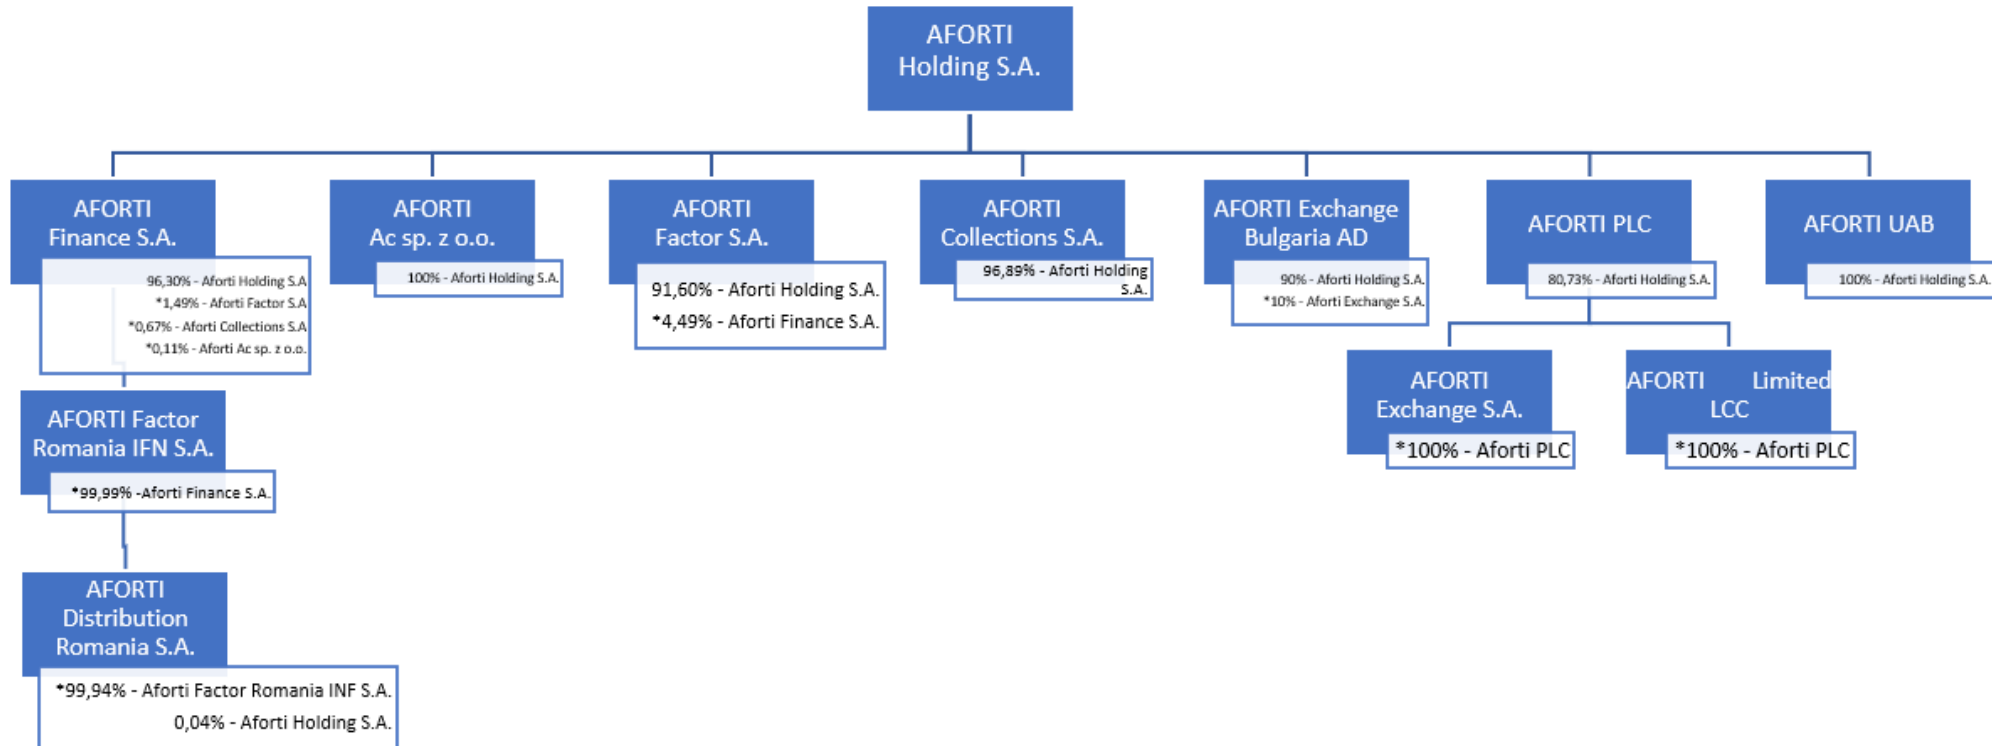 AFORTI
Holding S.A.
AFORTI
Finance S.A.
96,30% - Aforti Holding S.A
*1,49% - Aforti Factor S.A
*0,67% - Aforti Collections S.A
*0,11% - Aforti Ac sp. z o.o.
AFORTI
Ac sp. z o.o.
100% - Aforti Holding S.A.
AFORTI
Factor S.A.
91,60% - Aforti Holding S.A.
*4,49% - Aforti Finance S.A.
AFORTI
Collections S.A.
96,89% - Aforti Holding
S.A.
AFORTI Exchange
Bulgaria AD
90% - Aforti Holding S.A.
*10% - Aforti Exchange S.A.
AFORTI PLC
80,73% - Aforti Holding S.A.
AFORTI UAB
100% - Aforti Holding S.A.
AFORTI Factor
Romania IFN S.A.
*99,99% -Aforti Finance S.A.
AFORTI
Exchange S.A.
*100% - Aforti PLC
AFORTI Limited
LCC
*100% - Aforti PLC
AFORTI
Distribution
Romania S.A.
*99,94% - Aforti Factor Romania INF S.A.
0,04% - Aforti Holding S.A.